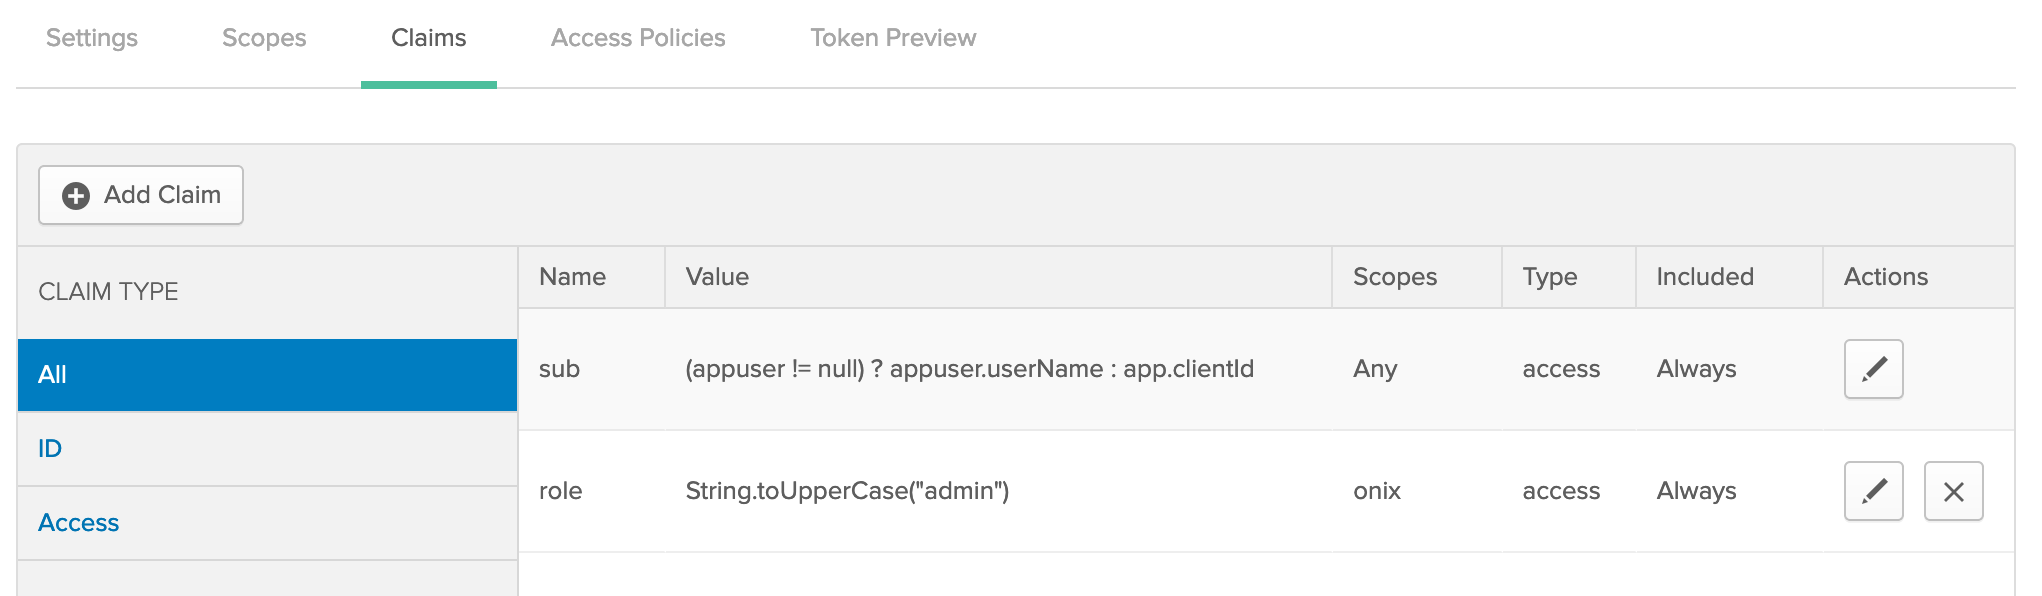 Settings Scopes Claims Access Policies Token Preview
Add Claim
CLAIM TYPE
All
ID
Access
Name Value Scopes Type Included Actions
sub (appuser != null) ? appuser.userName : app.clientId Any access Always
role String.toUpperCase("admin") onix access Always